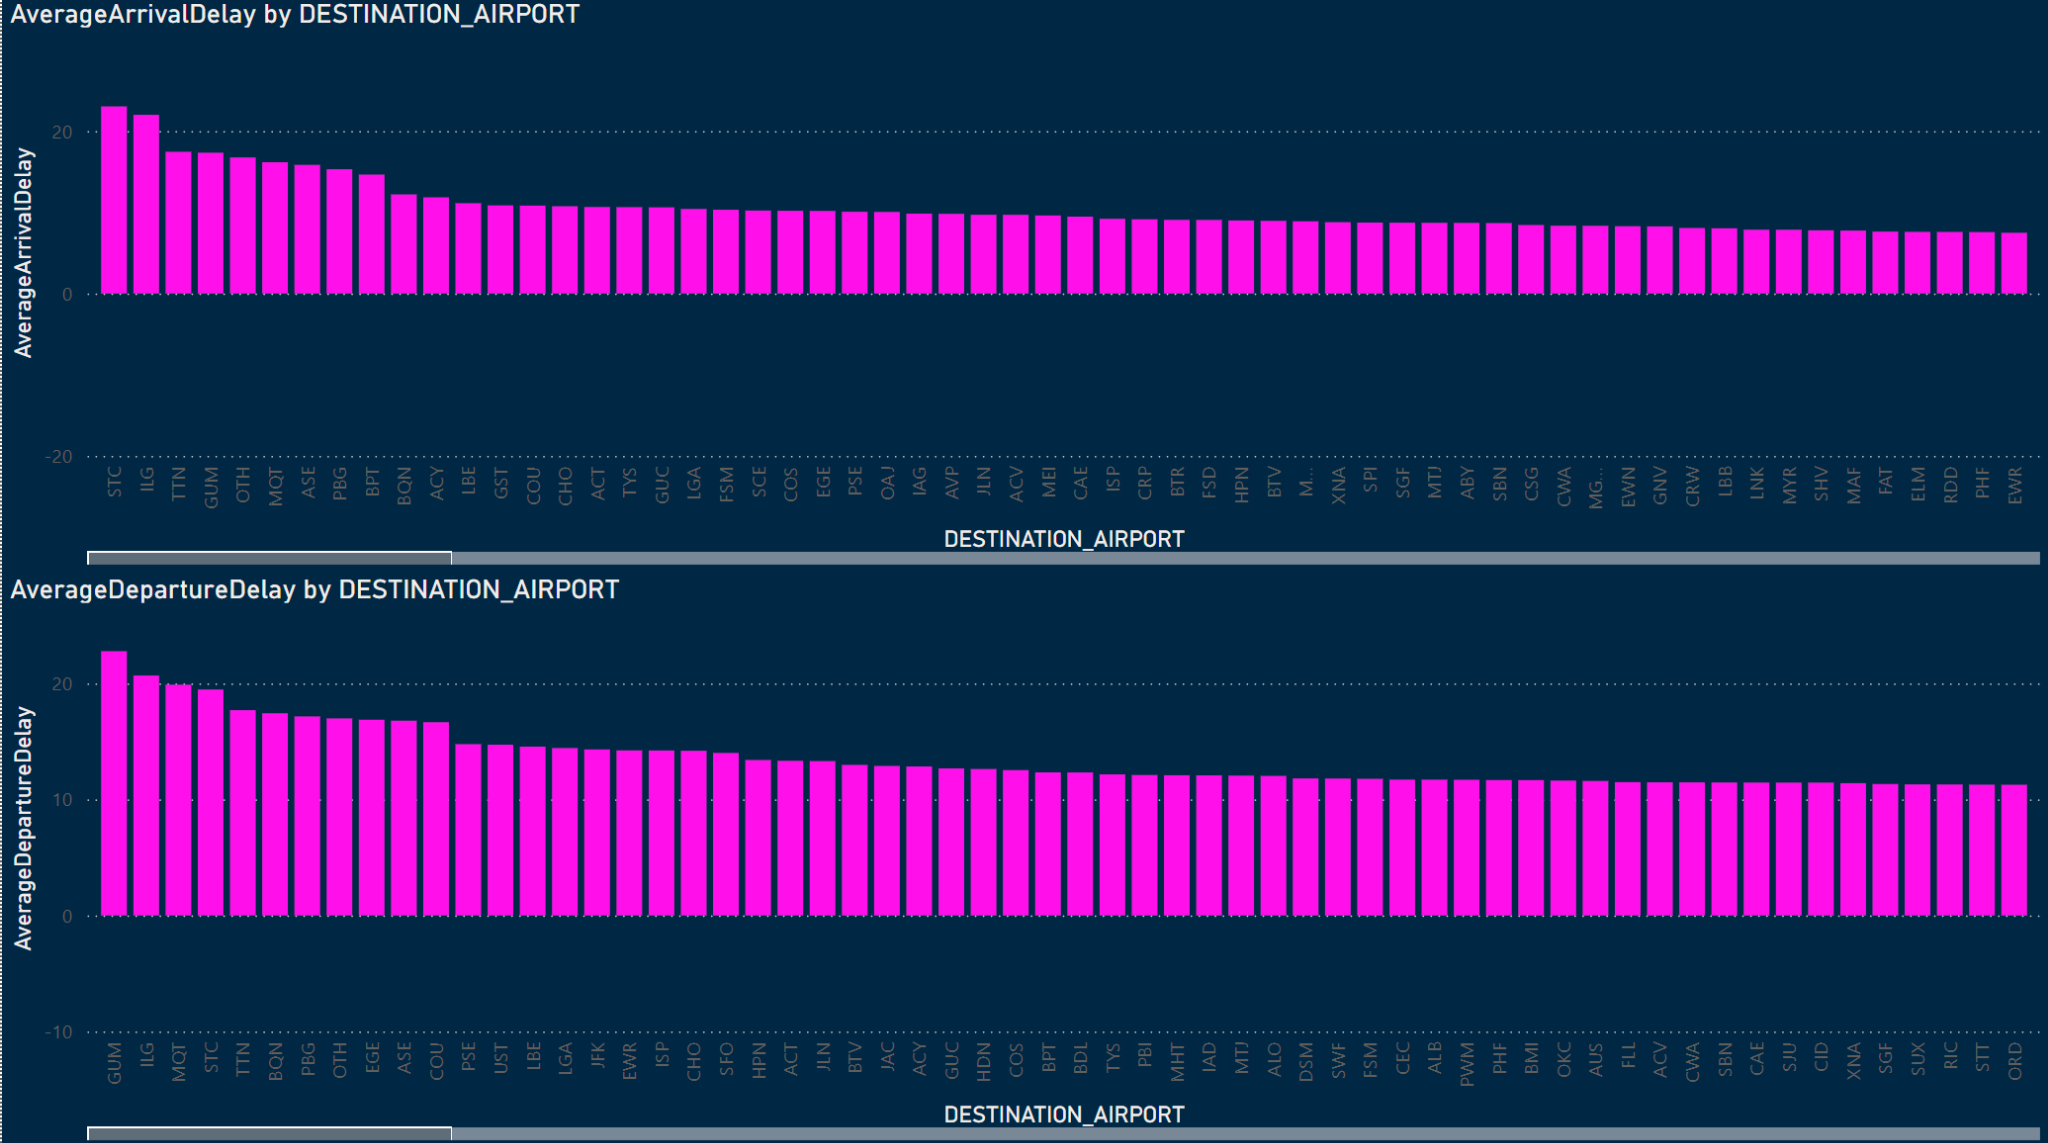 AverageArrivalDelay by DESTINATION_AIRPORT
AverageArrivalDelay
20
0
-20
STC ILG TTN GUM OTH MQT ASE PBG BPT BQN ACY LBE GST COU CHO ACT TYS GUC LGA FSM SCE COS EGE PSE OAJ IAG AVP JLN ACV MEI CAE ISP CRP BTR FSD HPN BTV M... XNA SPI SGF MTJ ABY SBN CSG CWA MG... EWN GNV CRW LBB LNK MYR SHV MAF FAT ELM RDD PHF EWR
DESTINATION_AIRPORT
AverageDepartureDelay by DESTINATION_AIRPORT
AverageDepartureDelay
20
10
0
-10
GUM ILG MQT STC TTN BQN PBG OTH EGE ASE COU PSE UST LBE LGA JFK EWR ISP CHO SFO HPN ACT JLN BTV JAC ACY GUC HDN COS BPT BDL TYS PBI MHT IAD MTJ ALO DSM SWF FSM CEC ALB PWM PHF BMI OKC AUS FLL ACV CWA SBN CAE SJU CID XNA SGF SUX RIC STT ORD
DESTINATION_AIRPORT